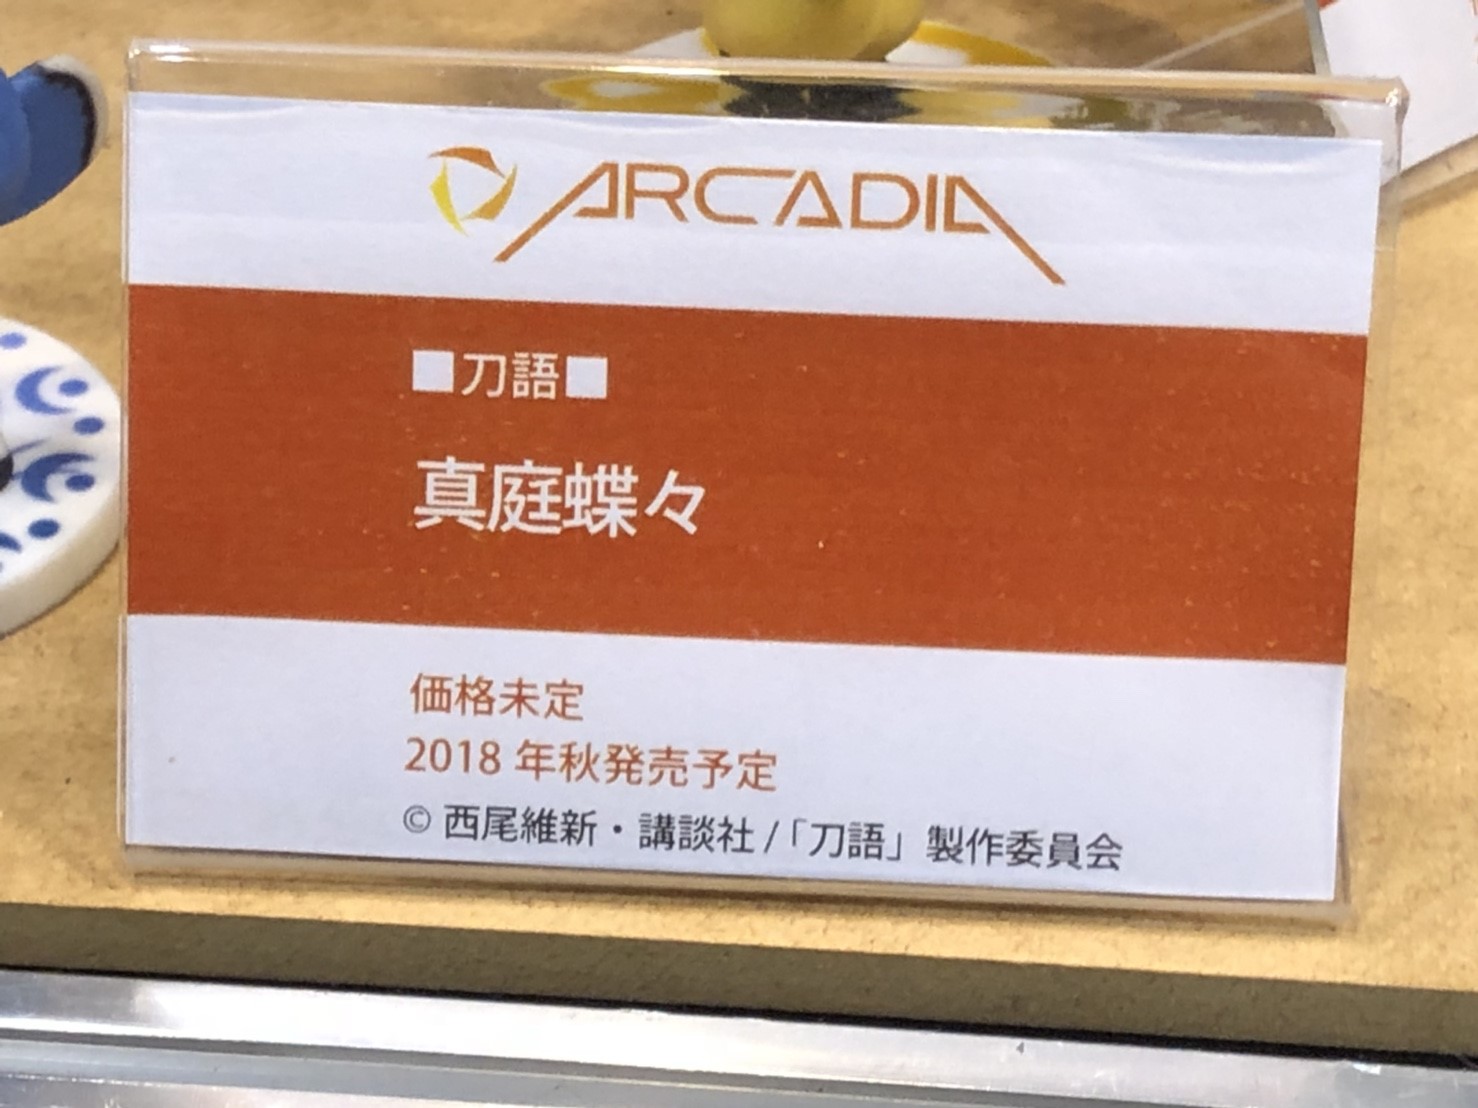 ARCADIA
■刀語■
真庭蝶々
価格未定
2018 年秋発売予定
© 西尾維新・講談社 /「刀語」製作委員会